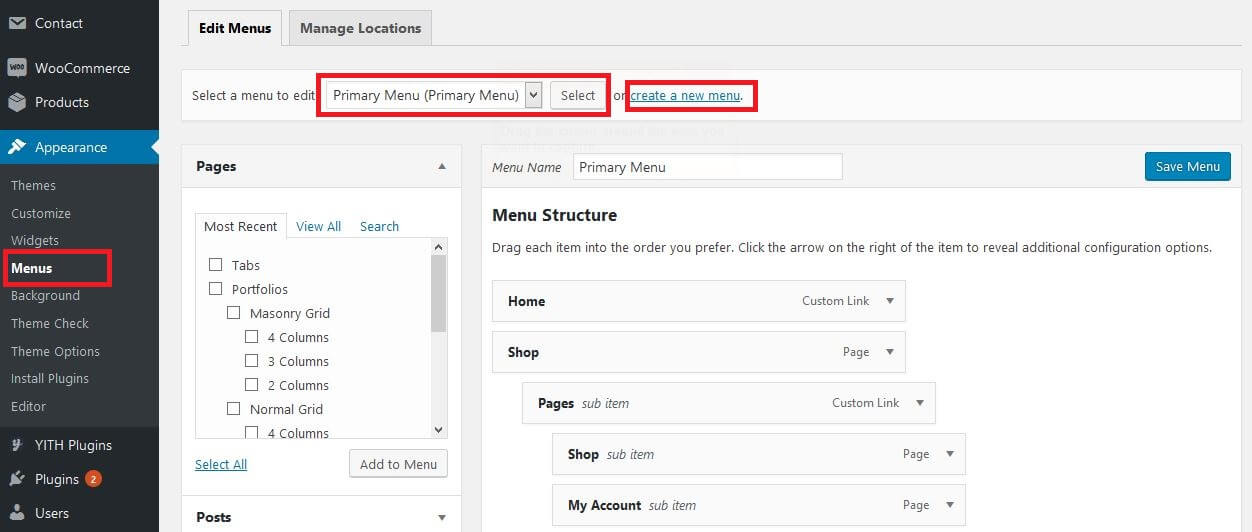 Contact
WOO WooCommerce
Products
Appearance
Themes
Customize
Widgets
Menus
Background
Theme Check
Theme Options
Install Plugins
Editor
YITH Plugins
Plugins 2
Users
Edit Menus Manage Locations
Select a menu to edit Primary Menu (Primary Menu) Select or create a new menu.
Pages
Most Recent View All Search
Tabs
Portfolios
Masonry Grid
4 Columns
3 Columns
2 Columns
Normal Grid
4 Columns
Select All Add to Menu
Posts
Menu Name Primary Menu Save Menu
Menu Structure
Drag each item into the order you prefer. Click the arrow on the right of the item to reveal additional configuration options.
Home Custom Link
Shop Page
Pages sub item Custom Link
Shop sub item Page
My Account sub item Page